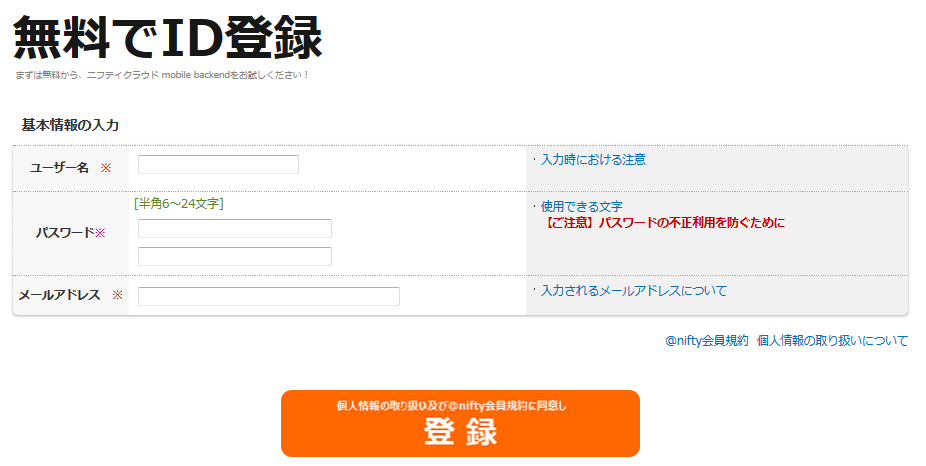 無料でID登録
まずは無料から、ニフティクラウド mobile backendをお試しください！
基本情報の入力
ユーザー名 ※
・入力時における注意
[半角6～24文字]
パスワード※
・使用できる文字
【ご注意】パスワードの不正利用を防ぐために
メールアドレス ※
・入力されるメールアドレスについて
@nifty会員規約 個人情報の取り扱いについて
個人情報の取り扱い及び@nifty会員規約に同意し
登 録